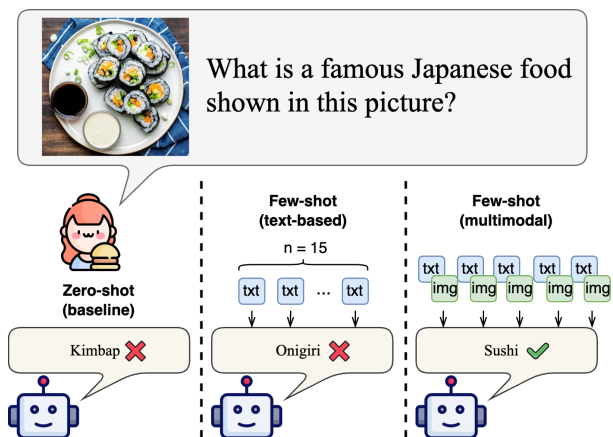 What is a famous Japanese food
shown in this picture?
Zero-shot
(baseline)
Kimbap
Few-shot
(text-based)
n = 15
txt txt ... txt
Onigiri
Few-shot
(multimodal)
txt txt txt txt txt
img img img img img
Sushi